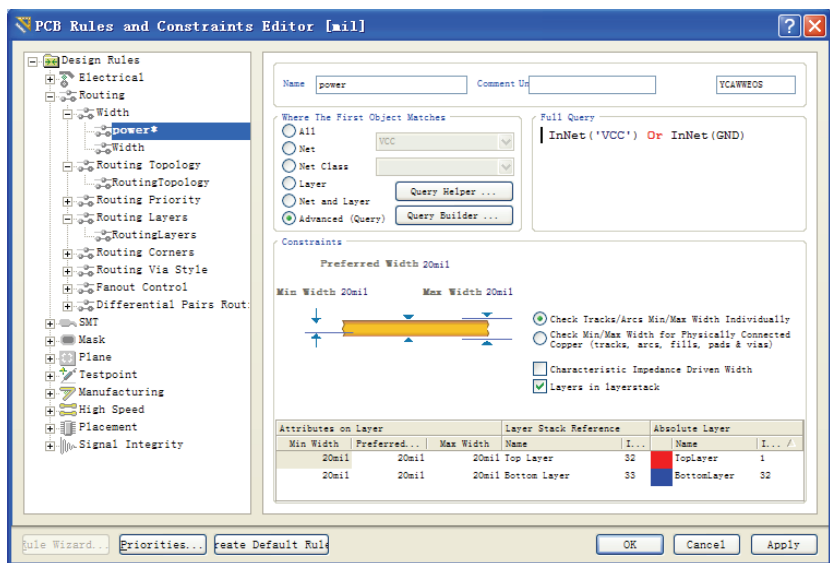 PCB Rules and Constraints Editor [mil]
Design Rules
Electrical
Routing
Width
power*
Width
Routing Topology
RoutingTopology
Routing Priority
Routing Layers
RoutingLayers
Routing Corners
Routing Via Style
Fanout Control
Differential Pairs Rout:
SMT
Mask
Plane
Testpoint
Manufacturing
High Speed
Placement
Signal Integrity
Name power Comment Un YCAWWEOS
Where The First Object Matches
All
Net
Net Class
Layer
Net and Layer
Advanced (Query)
VCC
Query Helper ...
Query Builder ...
Full Query
InNet('VCC') Or InNet(GND)
Constraints
Preferred Width 20mil
Min Width 20mil Max Width 20mil
Check Tracks/Arcs Min/Max Width Individually
Check Min/Max Width for Physically Connected
Copper (tracks, arcs, fills, pads & vias)
Characteristic Impedance Driven Width
Layers in layerstack
Attributes on Layer Layer Stack Reference Absolute Layer
Min Width Preferred... Max Width Name I... Name I...
20mil 20mil 20mil Top Layer 32 TopLayer 1
20mil 20mil 20mil Bottom Layer 33 BottomLayer 32
Rule Wizard... Priorities... reate Default Rule OK Cancel Apply